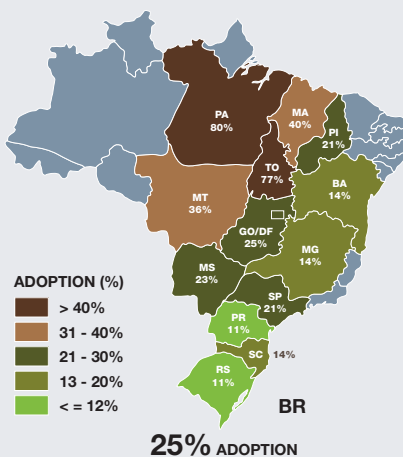 PA
80%
MA
40%
PI
21%
TO
77%
BA
14%
MT
36%
GO/DF
25%
MG
14%
MS
23%
SP
21%
PR
11%
SC 14%
RS
11%
ADOPTION (%)
> 40%
31 - 40%
21 - 30%
13 - 20%
< = 12%
BR
25% ADOPTION